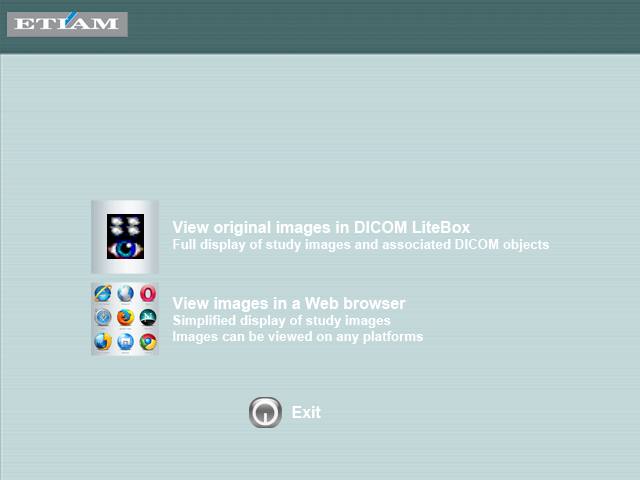 ETIAM
View original images in DICOM LiteBox
Full display of study images and associated DICOM objects
View images in a Web browser
Simplified display of study images
Images can be viewed on any platforms
Exit